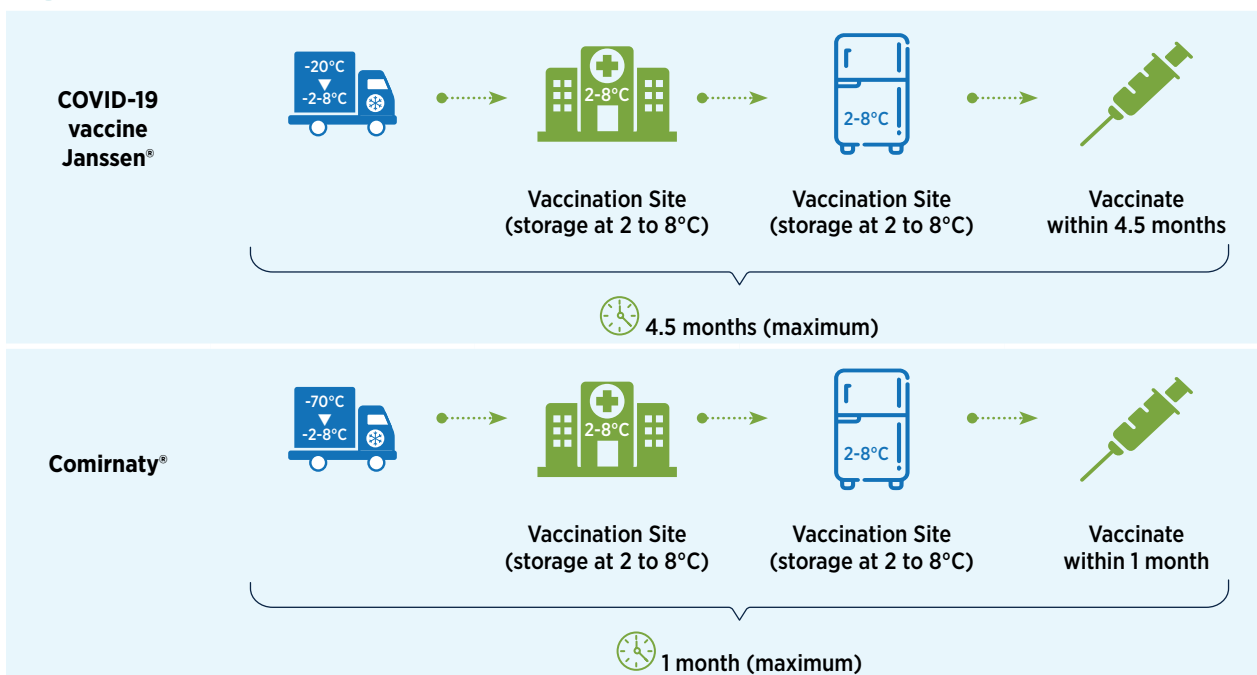 -20°C
-2-8°C
2-8°C
2-8°C
COVID-19
vaccine
Janssen®
Vaccination Site
(storage at 2 to 8°C)
Vaccination Site
(storage at 2 to 8°C)
Vaccinate
within 4.5 months
4.5 months (maximum)
-70°C
-2-8°C
2-8°C
2-8°C
Comirnaty®
Vaccination Site
(storage at 2 to 8°C)
Vaccination Site
(storage at 2 to 8°C)
Vaccinate
within 1 month
1 month (maximum)